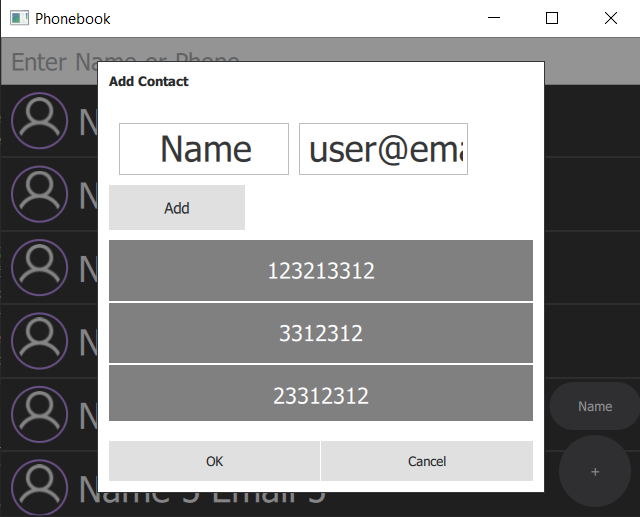 Phonebook
Enter Name or Phone
Add Contact
Name
user@ema
Add
123213312
3312312
23312312
OK
Cancel
N
N
N
N
N
Name 5 Email 5
Name
+